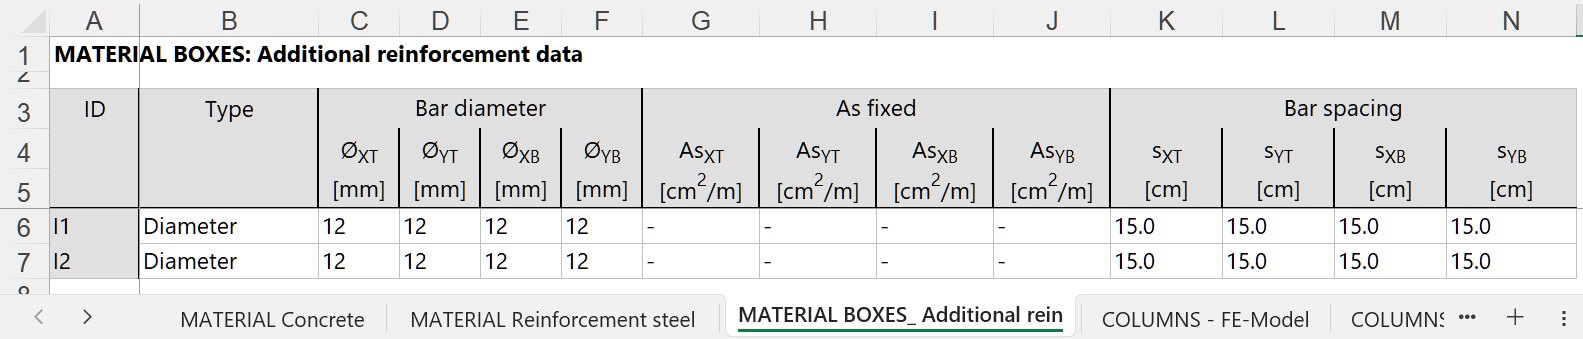 A B C D E F G H I J K L M N
1 MATERIAL BOXES: Additional reinforcement data
2
3 ID Type Bar diameter As fixed Bar spacing
4 ØXT ØYT ØXB ØYB AsXT AsYT AsXB AsYB sXT sYT sXB sYB
5 [mm] [mm] [mm] [mm] [cm²/m] [cm²/m] [cm²/m] [cm²/m] [cm] [cm] [cm] [cm]
6 I1 Diameter 12 12 12 12 - - - - 15.0 15.0 15.0 15.0
7 I2 Diameter 12 12 12 12 - - - - 15.0 15.0 15.0 15.0
MATERIAL Concrete MATERIAL Reinforcement steel MATERIAL BOXES_ Additional rein COLUMNS - FE-Model COLUMNS ···